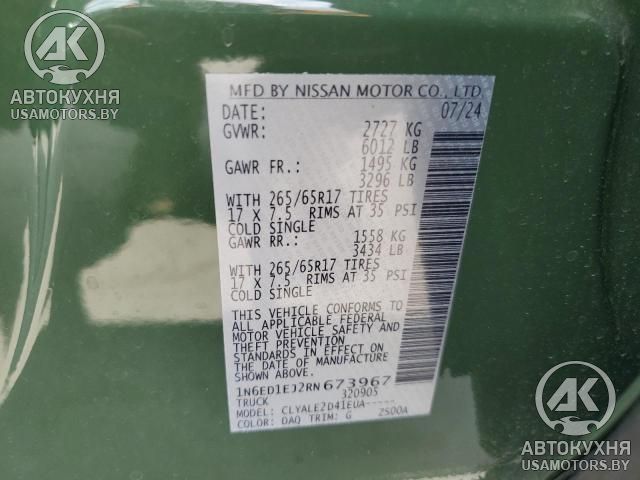 AK
АВТОКУХНЯ
USAMOTORS.BY
MFD BY NISSAN MOTOR CO., LTD.
DATE: 07/24
GVWR: 2727 KG
6012 LB
GAWR FR.: 1495 KG
3296 LB
WITH 265/65R17 TIRES
17 X 7.5 RIMS AT 35 PSI
COLD SINGLE
GAWR RR.: 1558 KG
3434 LB
WITH 265/65R17 TIRES
17 X 7.5 RIMS AT 35 PSI
COLD SINGLE
THIS VEHICLE CONFORMS TO
ALL APPLICABLE FEDERAL
MOTOR VEHICLE SAFETY AND
THEFT PREVENTION
STANDARDS IN EFFECT ON
THE DATE OF MANUFACTURE
SHOWN ABOVE.
1N6ED1EJ2RN673967
TRUCK 320905
MODEL: CLYALE2D41EUA-----
COLOR: DAQ TRIM: G 2S00A
AK
АВТОКУХНЯ
USAMOTORS.BY